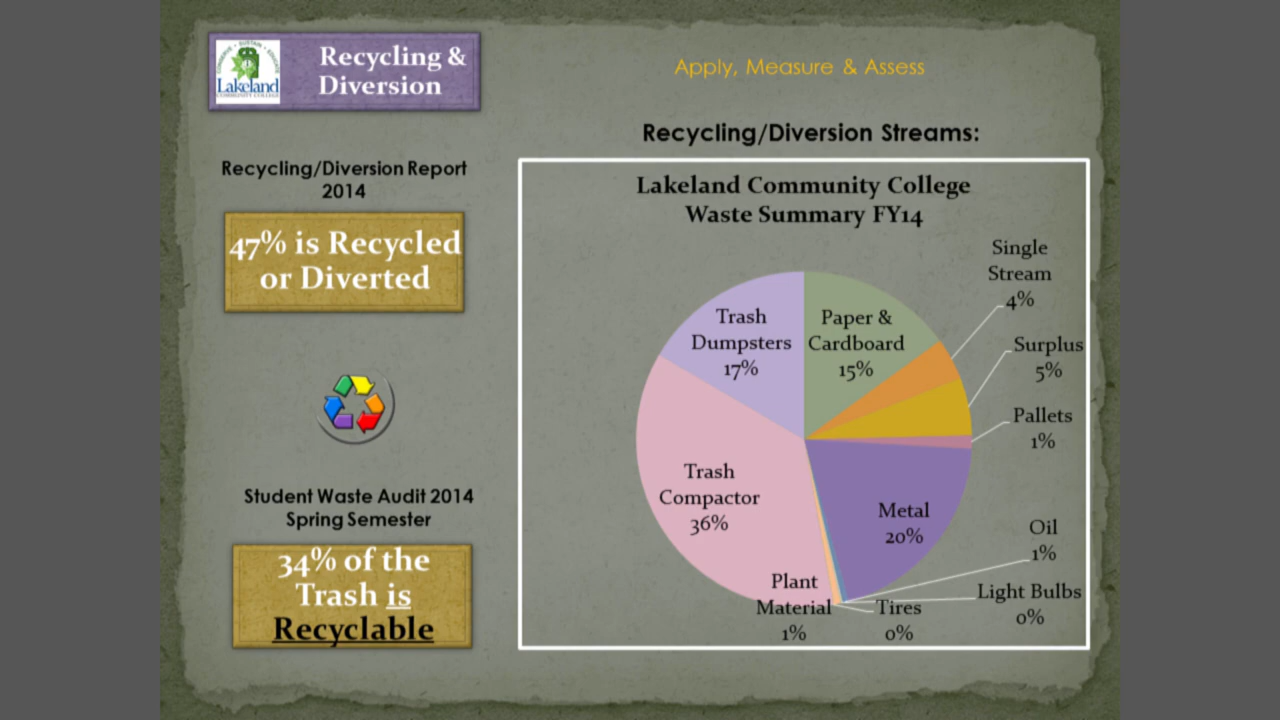 Lakeland
COMMUNITY COLLEGE
Recycling &
Diversion
Apply, Measure & Assess
Recycling/Diversion Report
2014
47% is Recycled
or Diverted
Student Waste Audit 2014
Spring Semester
34% of the
Trash is
Recyclable
Recycling/Diversion Streams:
Lakeland Community College
Waste Summary FY14
Single
Stream
4%
Trash
Dumpsters
17%
Paper &
Cardboard
15%
Surplus
5%
Pallets
1%
Trash
Compactor
36%
Metal
20%
Oil
1%
Plant
Material
1%
Tires
0%
Light Bulbs
0%